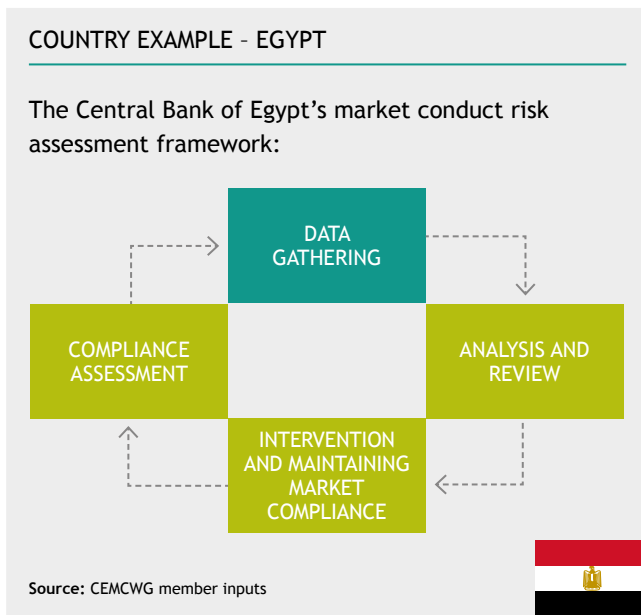 COUNTRY EXAMPLE – EGYPT
The Central Bank of Egypt’s market conduct risk
assessment framework:
DATA
GATHERING
COMPLIANCE
ASSESSMENT
ANALYSIS AND
REVIEW
INTERVENTION
AND MAINTAINING
MARKET
COMPLIANCE
Source: CEMCWG member inputs